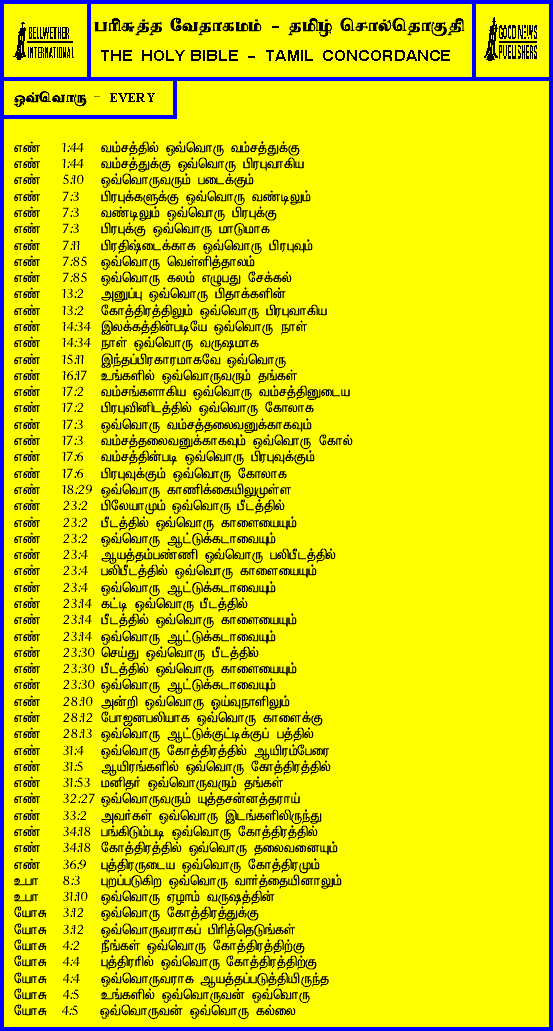 BELLWETHER
INTERNATIONAL
பரிசுத்த வேதாகமம் - தமிழ் சொல்தொகுதி
THE HOLY BIBLE - TAMIL CONCORDANCE
GOOD NEWS
PUBLISHERS
ஒவ்வொரு - EVERY
எண் 1:44 வம்சத்தில் ஒவ்வொரு வம்சத்துக்கு
எண் 1:44 வம்சத்துக்கு ஒவ்வொரு பிரபுவாகிய
எண் 5:10 ஒவ்வொருவரும் படைக்கும்
எண் 7:3 பிரபுக்களுக்கு ஒவ்வொரு வண்டிலும்
எண் 7:3 வண்டிலும் ஒவ்வொரு பிரபுக்கு
எண் 7:3 பிரபுக்கு ஒவ்வொரு மாடுமாக
எண் 7:11 பிரதிஷ்டைக்காக ஒவ்வொரு பிரபுவும்
எண் 7:85 ஒவ்வொரு வெள்ளித்தாலம்
எண் 7:85 ஒவ்வொரு கலம் எழுபது சேக்கல்
எண் 13:2 அனுப்பு ஒவ்வொரு பிதாக்களின்
எண் 13:2 கோத்திரத்திலும் ஒவ்வொரு பிரபுவாகிய
எண் 14:34 இலக்கத்தின்படியே ஒவ்வொரு நாள்
எண் 14:34 நாள் ஒவ்வொரு வருஷமாக
எண் 15:11 இந்தப்பிரகாரமாகவே ஒவ்வொரு
எண் 16:17 உங்களில் ஒவ்வொருவரும் தங்கள்
எண் 17:2 வம்சங்களாகிய ஒவ்வொரு வம்சத்தினுடைய
எண் 17:2 பிரபுவினிடத்தில் ஒவ்வொரு கோலாக
எண் 17:3 ஒவ்வொரு வம்சத்தலைவனுக்காகவும்
எண் 17:3 வம்சத்தலைவனுக்காகவும் ஒவ்வொரு கோல்
எண் 17:6 வம்சத்தின்படி ஒவ்வொரு பிரபுவுக்கும்
எண் 17:6 பிரபுவுக்கும் ஒவ்வொரு கோலாக
எண் 18:29 ஒவ்வொரு காணிக்கையிலுமுள்ள
எண் 23:2 பிலேயாமும் ஒவ்வொரு பீடத்தில்
எண் 23:2 பீடத்தில் ஒவ்வொரு காளையையும்
எண் 23:2 ஒவ்வொரு ஆட்டுக்கடாவையும்
எண் 23:4 ஆயத்தம்பண்ணி ஒவ்வொரு பலிபீடத்தில்
எண் 23:4 பலிபீடத்தில் ஒவ்வொரு காளையையும்
எண் 23:4 ஒவ்வொரு ஆட்டுக்கடாவையும்
எண் 23:14 கட்டி ஒவ்வொரு பீடத்தில்
எண் 23:14 பீடத்தில் ஒவ்வொரு காளையையும்
எண் 23:14 ஒவ்வொரு ஆட்டுக்கடாவையும்
எண் 23:30 செய்து ஒவ்வொரு பீடத்தில்
எண் 23:30 பீடத்தில் ஒவ்வொரு காளையையும்
எண் 23:30 ஒவ்வொரு ஆட்டுக்கடாவையும்
எண் 28:10 அன்றி ஒவ்வொரு ஓய்வுநாளிலும்
எண் 28:12 போஜனபலியாக ஒவ்வொரு காளைக்கு
எண் 28:13 ஒவ்வொரு ஆட்டுக்குட்டிக்குப் பத்தில்
எண் 31:4 ஒவ்வொரு கோத்திரத்தில் ஆயிரம்பேரை
எண் 31:5 ஆயிரங்களில் ஒவ்வொரு கோத்திரத்தில்
எண் 31:53 மனிதர் ஒவ்வொருவரும் தங்கள்
எண் 32:27 ஒவ்வொருவரும் யுத்தசன்னத்தராய்
எண் 33:2 அவர்கள் ஒவ்வொரு இடங்களிலிருந்து
எண் 34:18 பங்கிடும்படி ஒவ்வொரு கோத்திரத்தில்
எண் 34:18 கோத்திரத்தில் ஒவ்வொரு தலைவனையும்
எண் 36:9 புத்திரருடைய ஒவ்வொரு கோத்திரமும்
உபா 8:3 புறப்படுகிற ஒவ்வொரு வார்த்தையினாலும்
உபா 31:10 ஒவ்வொரு ஏழாம் வருஷத்தின்
யோசு 3:12 ஒவ்வொரு கோத்திரத்துக்கு
யோசு 3:12 ஒவ்வொருவராகப் பிரித்தெடுங்கள்
யோசு 4:2 நீங்கள் ஒவ்வொரு கோத்திரத்திற்கு
யோசு 4:4 புத்திரரில் ஒவ்வொரு கோத்திரத்திற்கு
யோசு 4:4 ஒவ்வொருவராக ஆயத்தப்படுத்தியிருந்த
யோசு 4:5 உங்களில் ஒவ்வொருவன் ஒவ்வொரு
யோசு 4:5 ஒவ்வொருவன் ஒவ்வொரு கல்லை